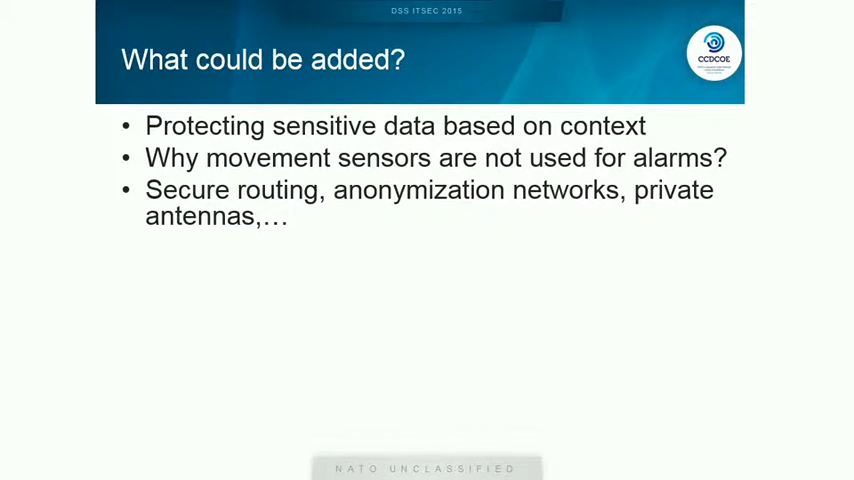 DSS ITSEC 2015
What could be added?
CCDCOE
• Protecting sensitive data based on context
• Why movement sensors are not used for alarms?
• Secure routing, anonymization networks, private
antennas,…
NATO UNCLASSIFIED